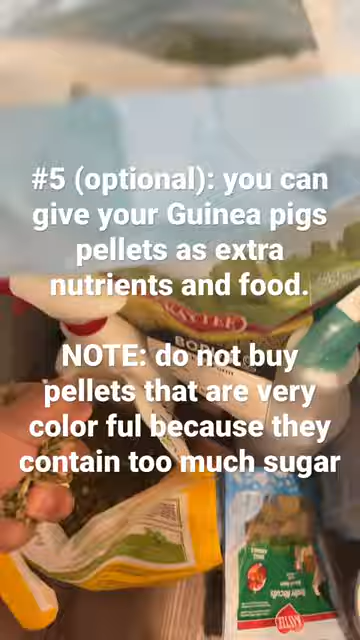 #5 (optional): you can
give your Guinea pigs
pellets as extra
nutrients and food.
NOTE: do not buy
pellets that are very
color ful because they
contain too much sugar
KAYTEE